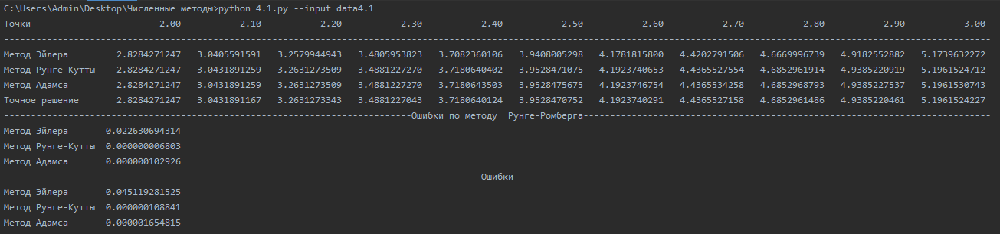 C:\Users\Admin\Desktop\Численные методы>python 4.1.py --input data4.1
Точки 2.00 2.10 2.20 2.30 2.40 2.50 2.60 2.70 2.80 2.90 3.00
Метод Эйлера 2.8284271247 3.0405591591 3.2579944943 3.4805953823 3.7082360106 3.9408005298 4.1781815800 4.4202791506 4.6669996739 4.9182552882 5.1739632272
Метод Рунге-Кутты 2.8284271247 3.0431891259 3.2631273509 3.4881227270 3.7180640402 3.9528471075 4.1923740653 4.4365527554 4.6852961914 4.9385220919 5.1961524712
Метод Адамса 2.8284271247 3.0431891259 3.2631273509 3.4881227270 3.7180643503 3.9528475675 4.1923746754 4.4365534258 4.6852968793 4.9385227537 5.1961530743
Точное решение 2.8284271247 3.0431891167 3.2631273343 3.4881227043 3.7180640124 3.9528470752 4.1923740291 4.4365527158 4.6852961486 4.9385220461 5.1961524227
Ошибки по методу Рунге-Ромберга
Метод Эйлера 0.022630694314
Метод Рунге-Кутты 0.000000006803
Метод Адамса 0.000000102926
Ошибки
Метод Эйлера 0.045119281525
Метод Рунге-Кутты 0.000000108841
Метод Адамса 0.000001654815